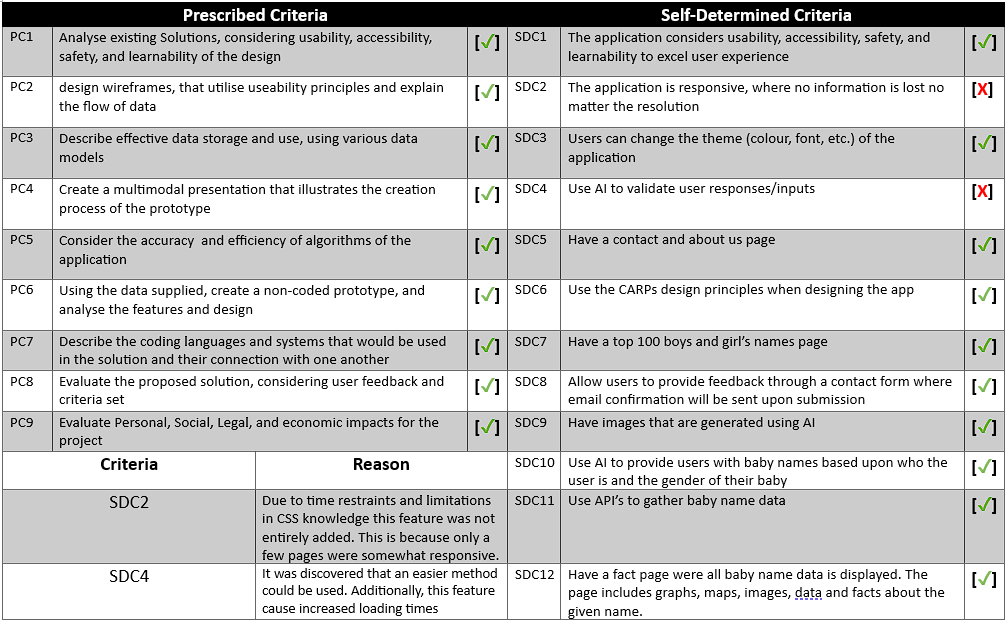 Prescribed Criteria
Self-Determined Criteria
PC1
Analyse existing Solutions, considering usability, accessibility,
safety, and learnability of the design
[✓]
SDC1
The application considers usability, accessibility, safety, and
learnability to excel user experience
[✓]
PC2
design wireframes, that utilise useability principles and explain
the flow of data
[✓]
SDC2
The application is responsive, where no information is lost no
matter the resolution
[X]
PC3
Describe effective data storage and use, using various data
models
[✓]
SDC3
Users can change the theme (colour, font, etc.) of the
application
[✓]
PC4
Create a multimodal presentation that illustrates the creation
process of the prototype
[✓]
SDC4
Use AI to validate user responses/inputs
[X]
PC5
Consider the accuracy  and efficiency of algorithms of the
application
[✓]
SDC5
Have a contact and about us page
[✓]
PC6
Using the data supplied, create a non-coded prototype, and
analyse the features and design
[✓]
SDC6
Use the CARPs design principles when designing the app
[✓]
PC7
Describe the coding languages and systems that would be used
in the solution and their connection with one another
[✓]
SDC7
Have a top 100 boys and girl's names page
[✓]
PC8
Evaluate the proposed solution, considering user feedback and
criteria set
[✓]
SDC8
Allow users to provide feedback through a contact form where
email confirmation will be sent upon submission
[✓]
PC9
Evaluate Personal, Social, Legal, and economic impacts for the
project
[✓]
SDC9
Have images that are generated using AI
[✓]
Criteria
Reason
SDC10
Use AI to provide users with baby names based upon who the
user is and the gender of their baby
[✓]
SDC2
Due to time restraints and limitations
in CSS knowledge this feature was not
entirely added. This is because only a
few pages were somewhat responsive.
SDC11
Use API's to gather baby name data
[✓]
SDC4
It was discovered that an easier method
could be used. Additionally, this feature
cause increased loading times
SDC12
Have a fact page were all baby name data is displayed. The
page includes graphs, maps, images, data and facts about the
given name.
[✓]